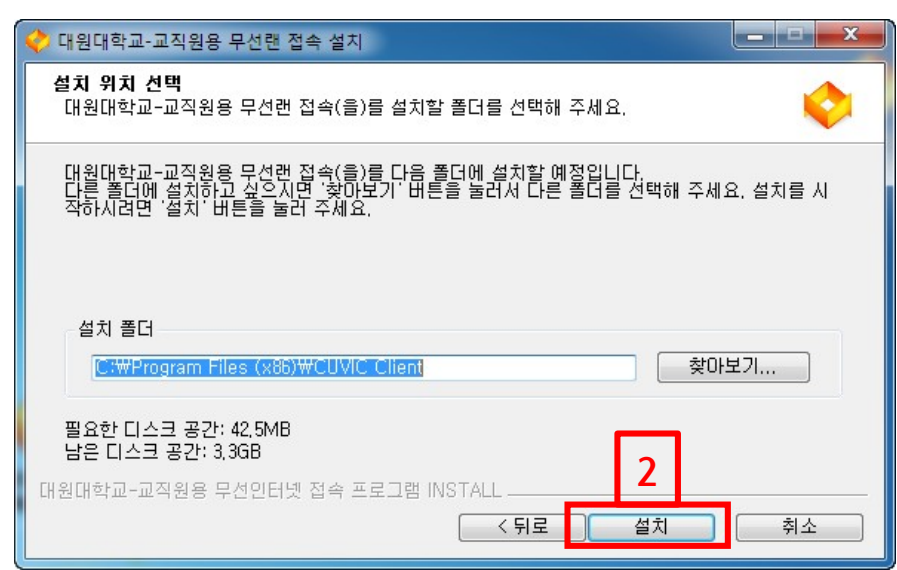 대원대학교-교직원용 무선랜 접속 설치
설치 위치 선택
대원대학교-교직원용 무선랜 접속(을)를 설치할 폴더를 선택해 주세요.
대원대학교-교직원용 무선랜 접속(을)를 다음 폴더에 설치할 예정입니다.
다른 폴더에 설치하고 싶으시면 '찾아보기' 버튼을 눌러서 다른 폴더를 선택해 주세요. 설치를 시
작하시려면 '설치' 버튼을 눌러 주세요.
설치 폴더
C:₩Program Files (x86)₩CUVIC Client
찾아보기...
필요한 디스크 공간: 42.5MB
남은 디스크 공간: 3.3GB
2
대원대학교-교직원용 무선인터넷 접속 프로그램 INSTALL
< 뒤로
설치
취소